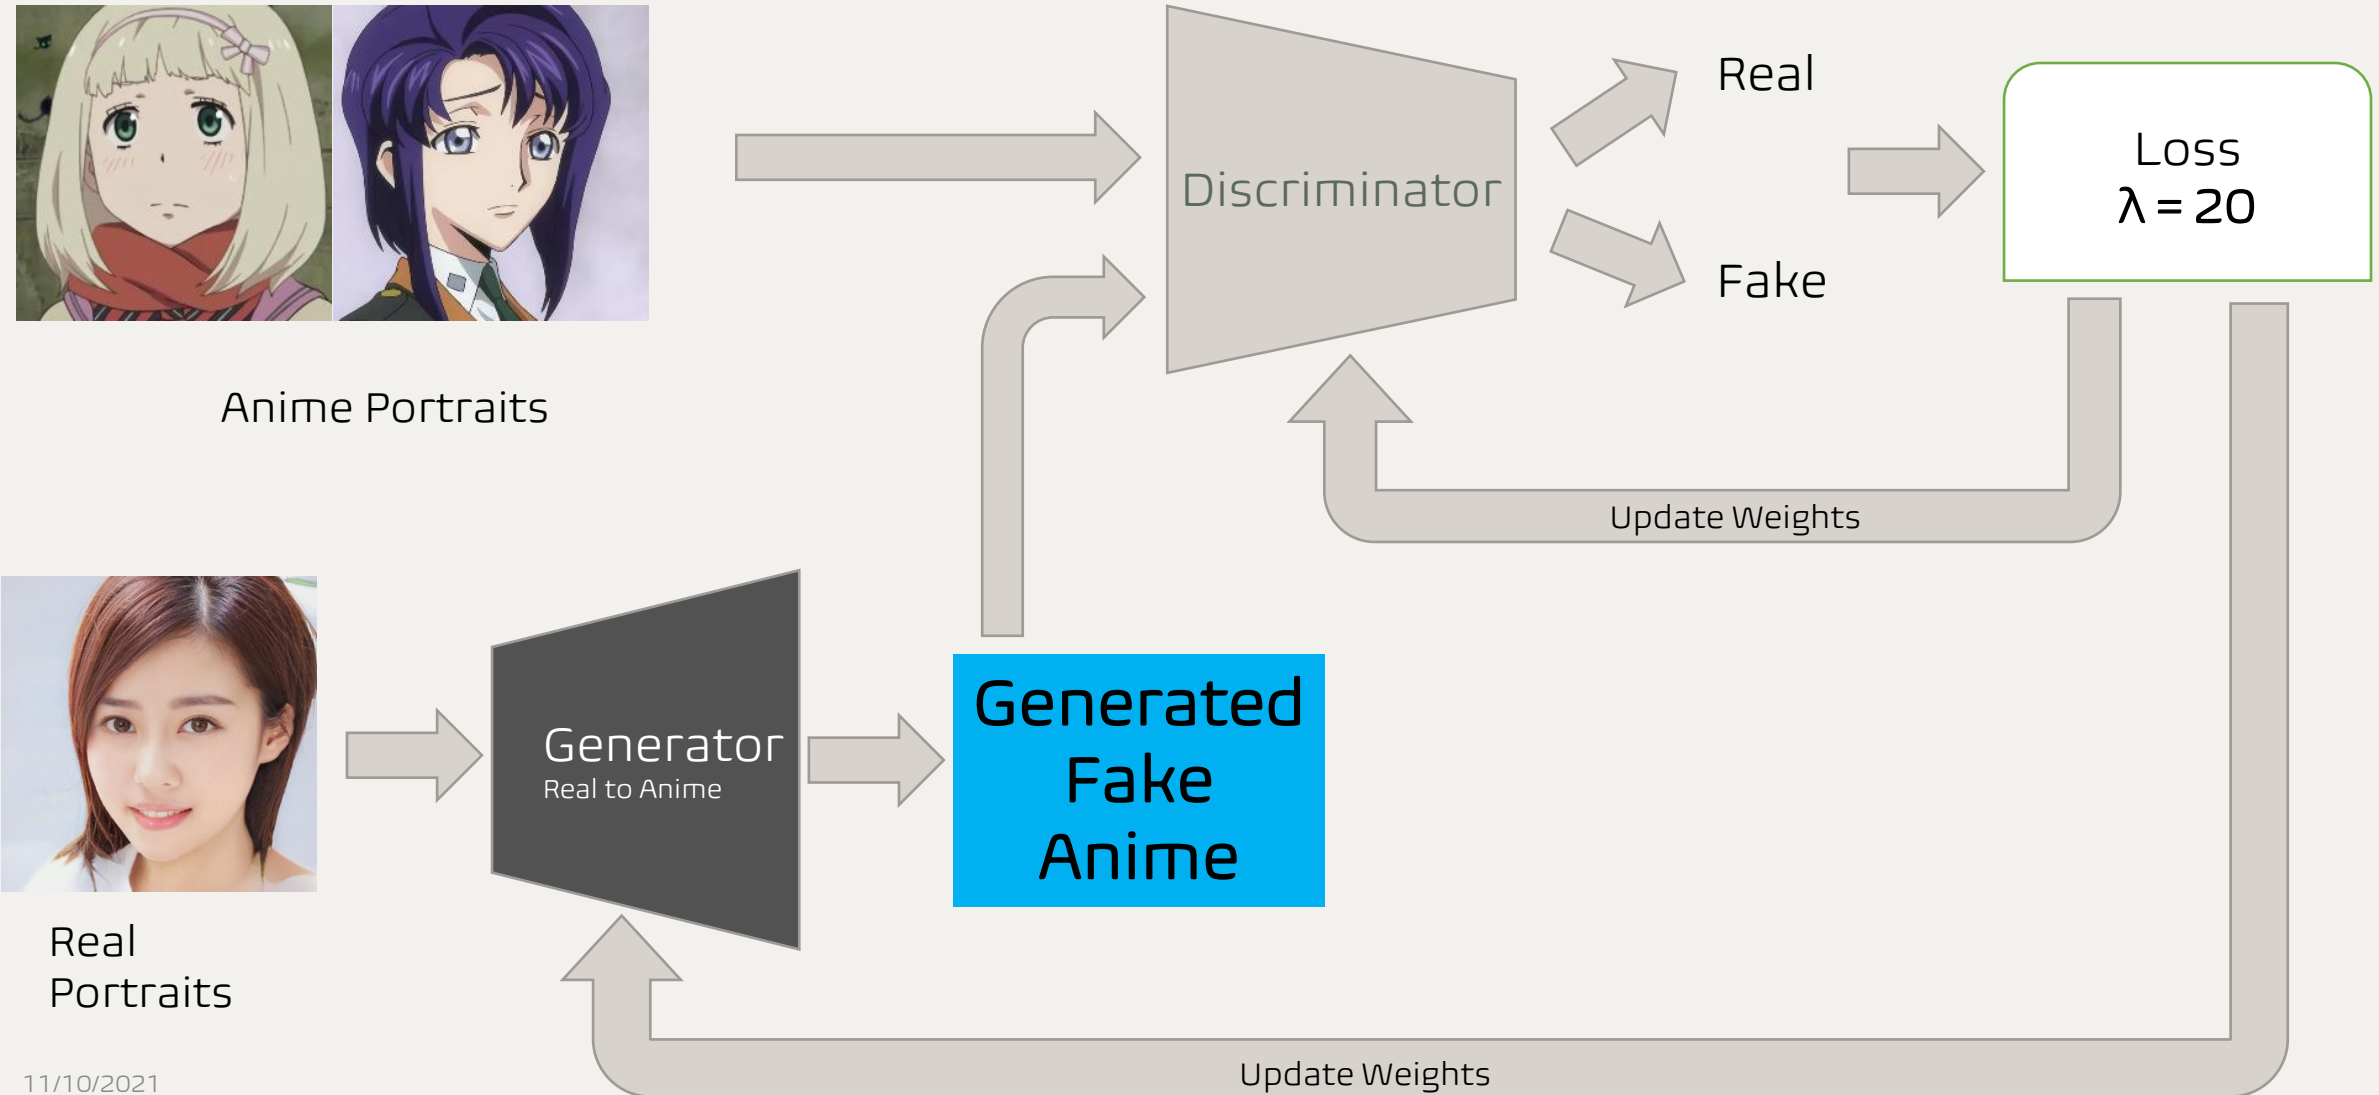 Real
Discriminator
Fake
Loss
λ = 20
Anime Portraits
Update Weights
Generator
Real to Anime
Generated
Fake
Anime
Real
Portraits
Update Weights
11/10/2021